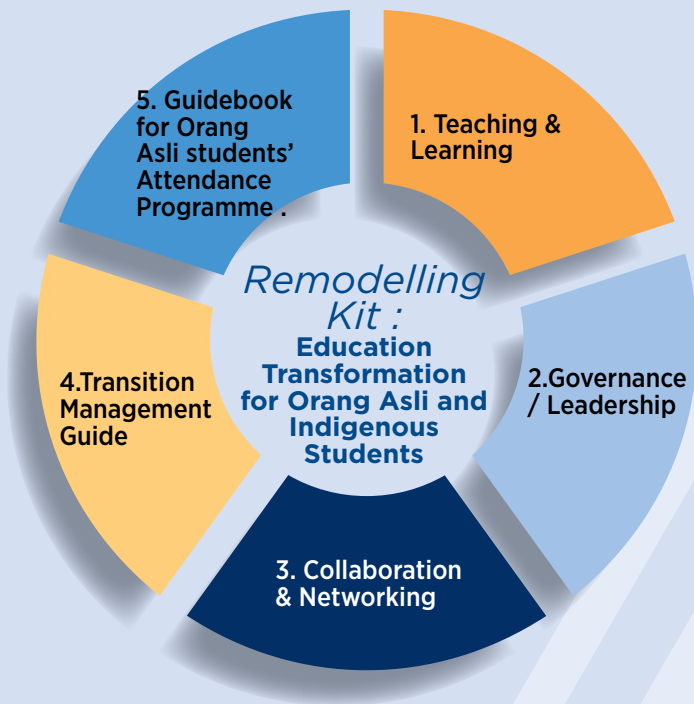 Remodelling
Kit :
Education
Transformation
for Orang Asli and
Indigenous
Students
1. Teaching &
Learning
2.Governance
/ Leadership
3. Collaboration
& Networking
4.Transition
Management
Guide
5. Guidebook
for Orang
Asli students’
Attendance
Programme .